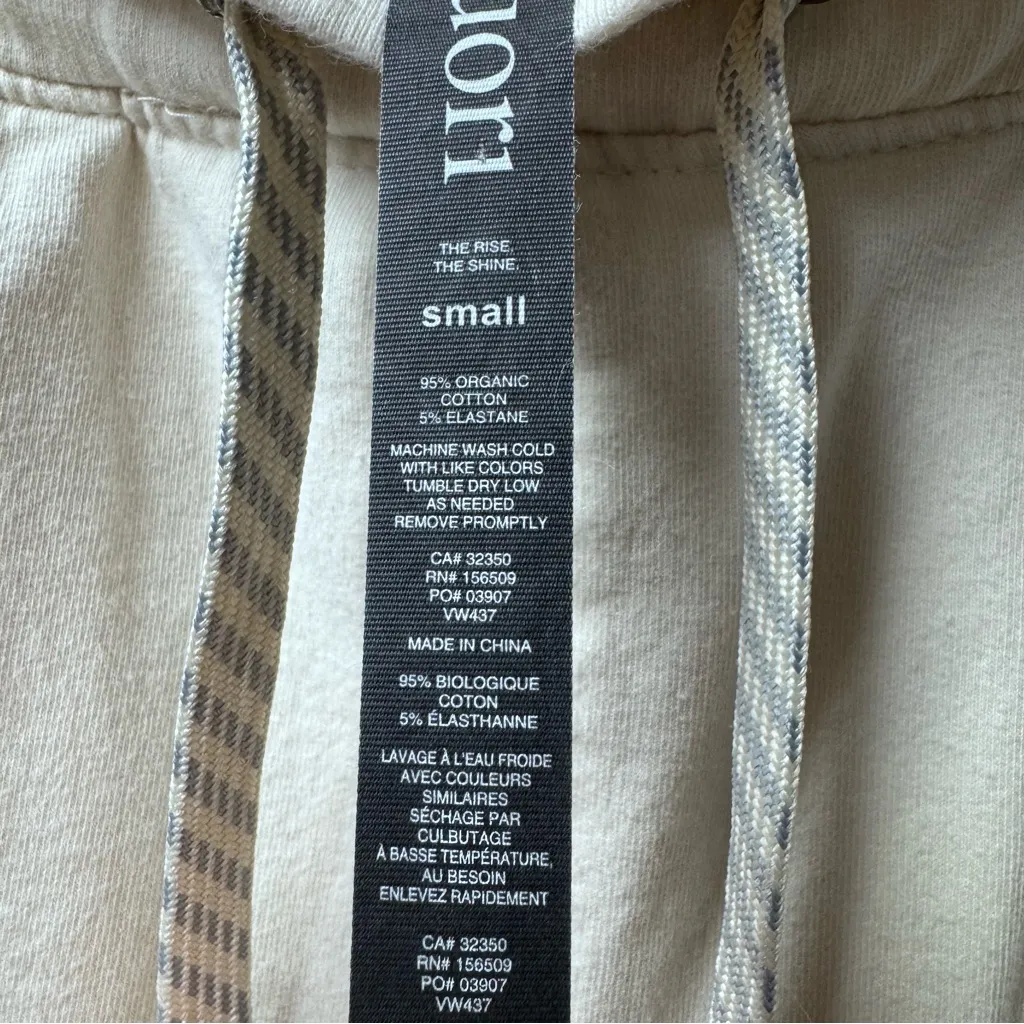 uori
THE RISE.
THE SHINE.
small
95% ORGANIC
COTTON
5% ELASTANE
MACHINE WASH COLD
WITH LIKE COLORS
TUMBLE DRY LOW
AS NEEDED
REMOVE PROMPTLY
CA# 32350
RN# 156509
PO# 03907
VW437
MADE IN CHINA
95% BIOLOGIQUE
COTON
5% ÉLASTHANNE
LAVAGE À L'EAU FROIDE
AVEC COULEURS
SIMILAIRES
SÉCHAGE PAR
CULBUTAGE
À BASSE TEMPÉRATURE,
AU BESOIN
ENLEVEZ RAPIDEMENT
CA# 32350
RN# 156509
PO# 03907
VW437